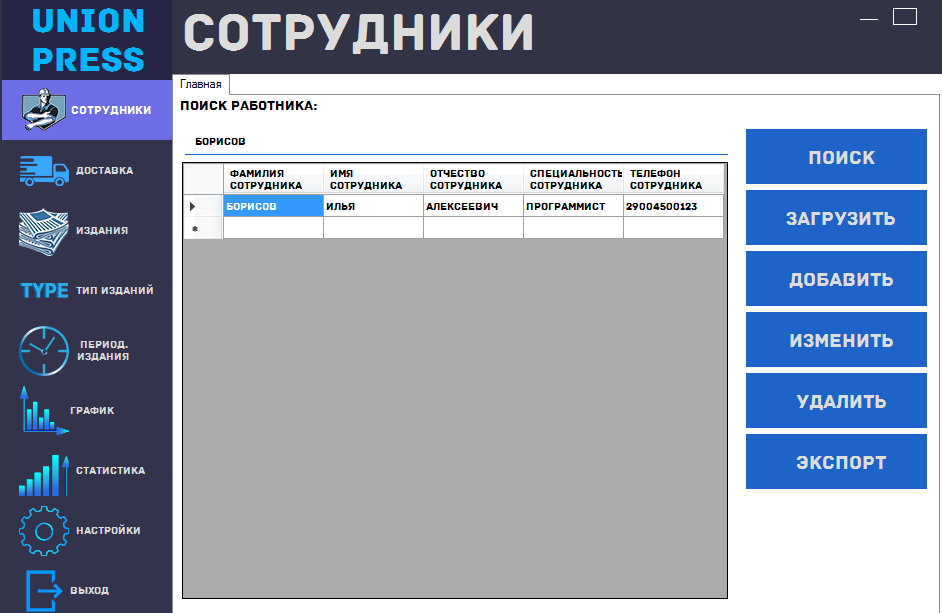 UNION
PRESS
СОТРУДНИКИ
СОТРУДНИКИ
ДОСТАВКА
ИЗДАНИЯ
TYPE ТИП ИЗДАНИЙ
ПЕРИОД.
ИЗДАНИЯ
ГРАФИК
СТАТИСТИКА
НАСТРОЙКИ
ВЫХОД
Главная
ПОИСК РАБОТНИКА:
БОРИСОВ
ФАМИЛИЯ СОТРУДНИКА
ИМЯ СОТРУДНИКА
ОТЧЕСТВО СОТРУДНИКА
СПЕЦИАЛЬНОСТЬ СОТРУДНИКА
ТЕЛЕФОН СОТРУДНИКА
БОРИСОВ ИЛЬЯ АЛЕКСЕЕВИЧ ПРОГРАММИСТ 29004500123
ПОИСК
ЗАГРУЗИТЬ
ДОБАВИТЬ
ИЗМЕНИТЬ
УДАЛИТЬ
ЭКСПОРТ